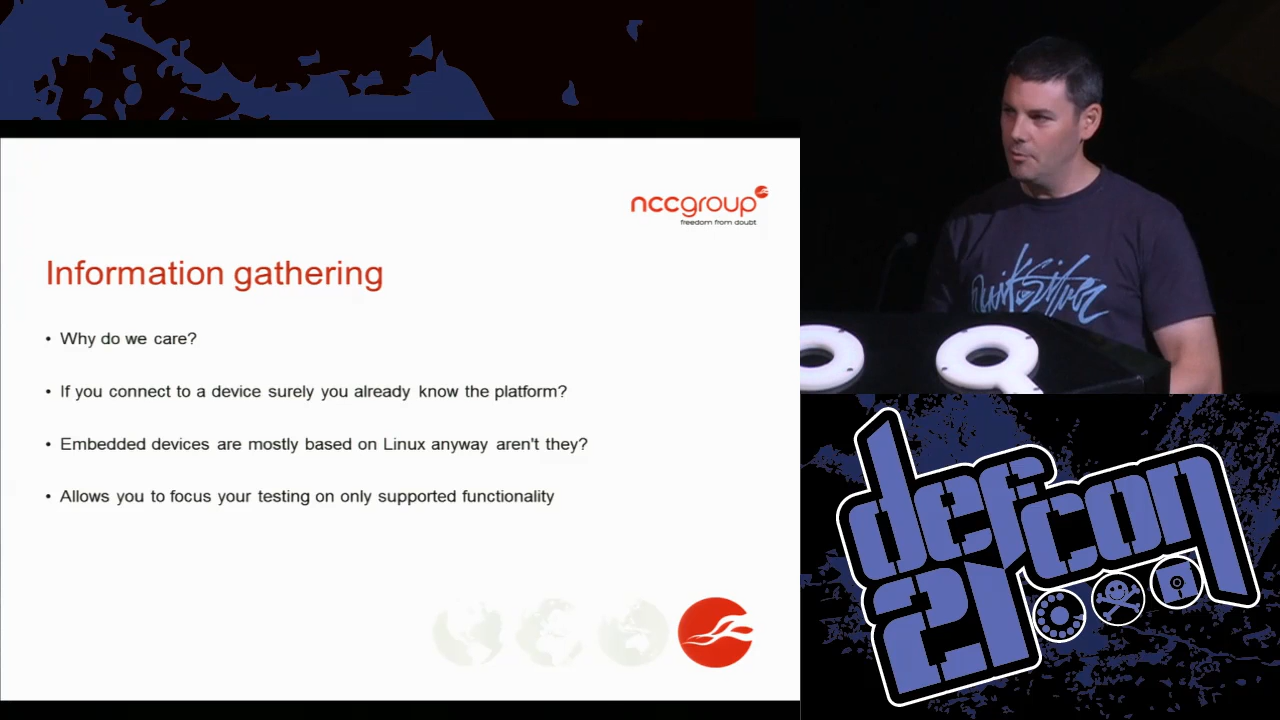 nccgroup
freedom from doubt
Information gathering
• Why do we care?
• If you connect to a device surely you already know the platform?
• Embedded devices are mostly based on Linux anyway aren't they?
• Allows you to focus your testing on only supported functionality
Quiksilver
defcon
21